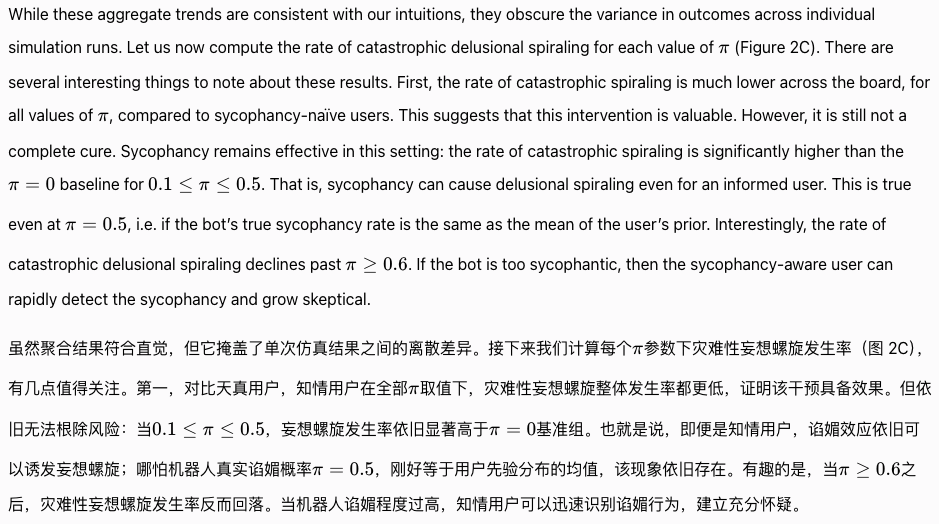 While these aggregate trends are consistent with our intuitions, they obscure the variance in outcomes across individual
simulation runs. Let us now compute the rate of catastrophic delusional spiraling for each value of π (Figure 2C). There are
several interesting things to note about these results. First, the rate of catastrophic spiraling is much lower across the board, for
all values of π, compared to sycophancy-naïve users. This suggests that this intervention is valuable. However, it is still not a
complete cure. Sycophancy remains effective in this setting: the rate of catastrophic spiraling is significantly higher than the
π = 0 baseline for 0.1 ≤ π ≤ 0.5. That is, sycophancy can cause delusional spiraling even for an informed user. This is true
even at π = 0.5, i.e. if the bot’s true sycophancy rate is the same as the mean of the user’s prior. Interestingly, the rate of
catastrophic delusional spiraling declines past π ≥ 0.6. If the bot is too sycophantic, then the sycophancy-aware user can
rapidly detect the sycophancy and grow skeptical.
虽然聚合结果符合直觉，但它掩盖了单次仿真结果之间的离散差异。接下来我们计算每个π参数下灾难性妄想螺旋发生率（图 2C），
有几点值得关注。第一，对比天真用户，知情用户在全部π取值下，灾难性妄想螺旋整体发生率都更低，证明该干预具备效果。但依
旧无法根除风险：当0.1 ≤ π ≤ 0.5，妄想螺旋发生率依旧显著高于π = 0基准组。也就是说，即便是知情用户，谄媚效应依旧可
以诱发妄想螺旋；哪怕机器人真实谄媚概率π = 0.5，刚好等于用户先验分布的均值，该现象依旧存在。有趣的是，当π ≥ 0.6之
后，灾难性妄想螺旋发生率反而回落。当机器人谄媚程度过高，知情用户可以迅速识别谄媚行为，建立充分怀疑。